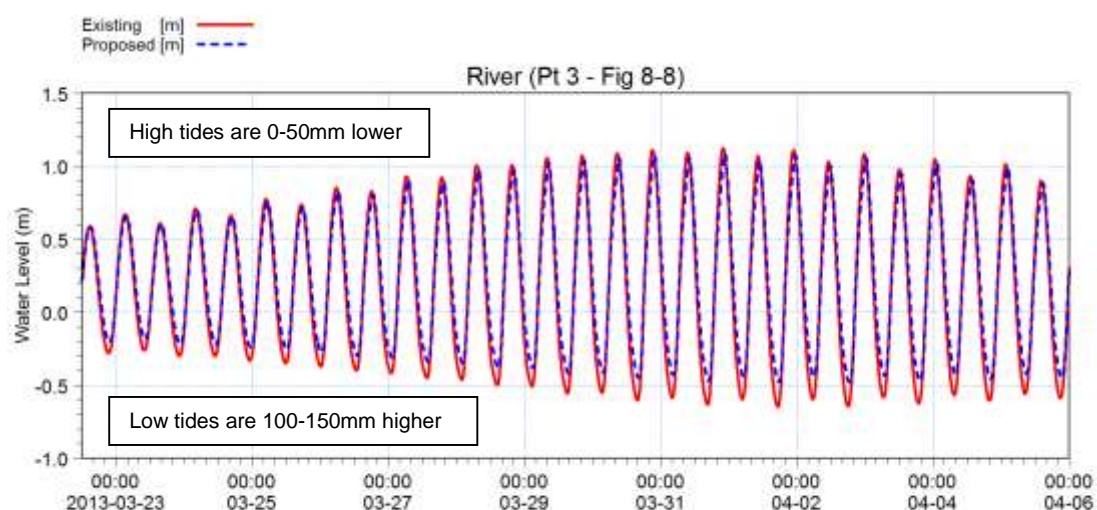 Existing [m]
Proposed [m]
River (Pt 3 - Fig 8-8)
1.5
High tides are 0-50mm lower
1.0
0.5
Water Level (m)
0.0
-0.5
Low tides are 100-150mm higher
-1.0
00:00 00:00 00:00 00:00 00:00 00:00 00:00 00:00
2013-03-23 03-25 03-27 03-29 03-31 04-02 04-04 04-06